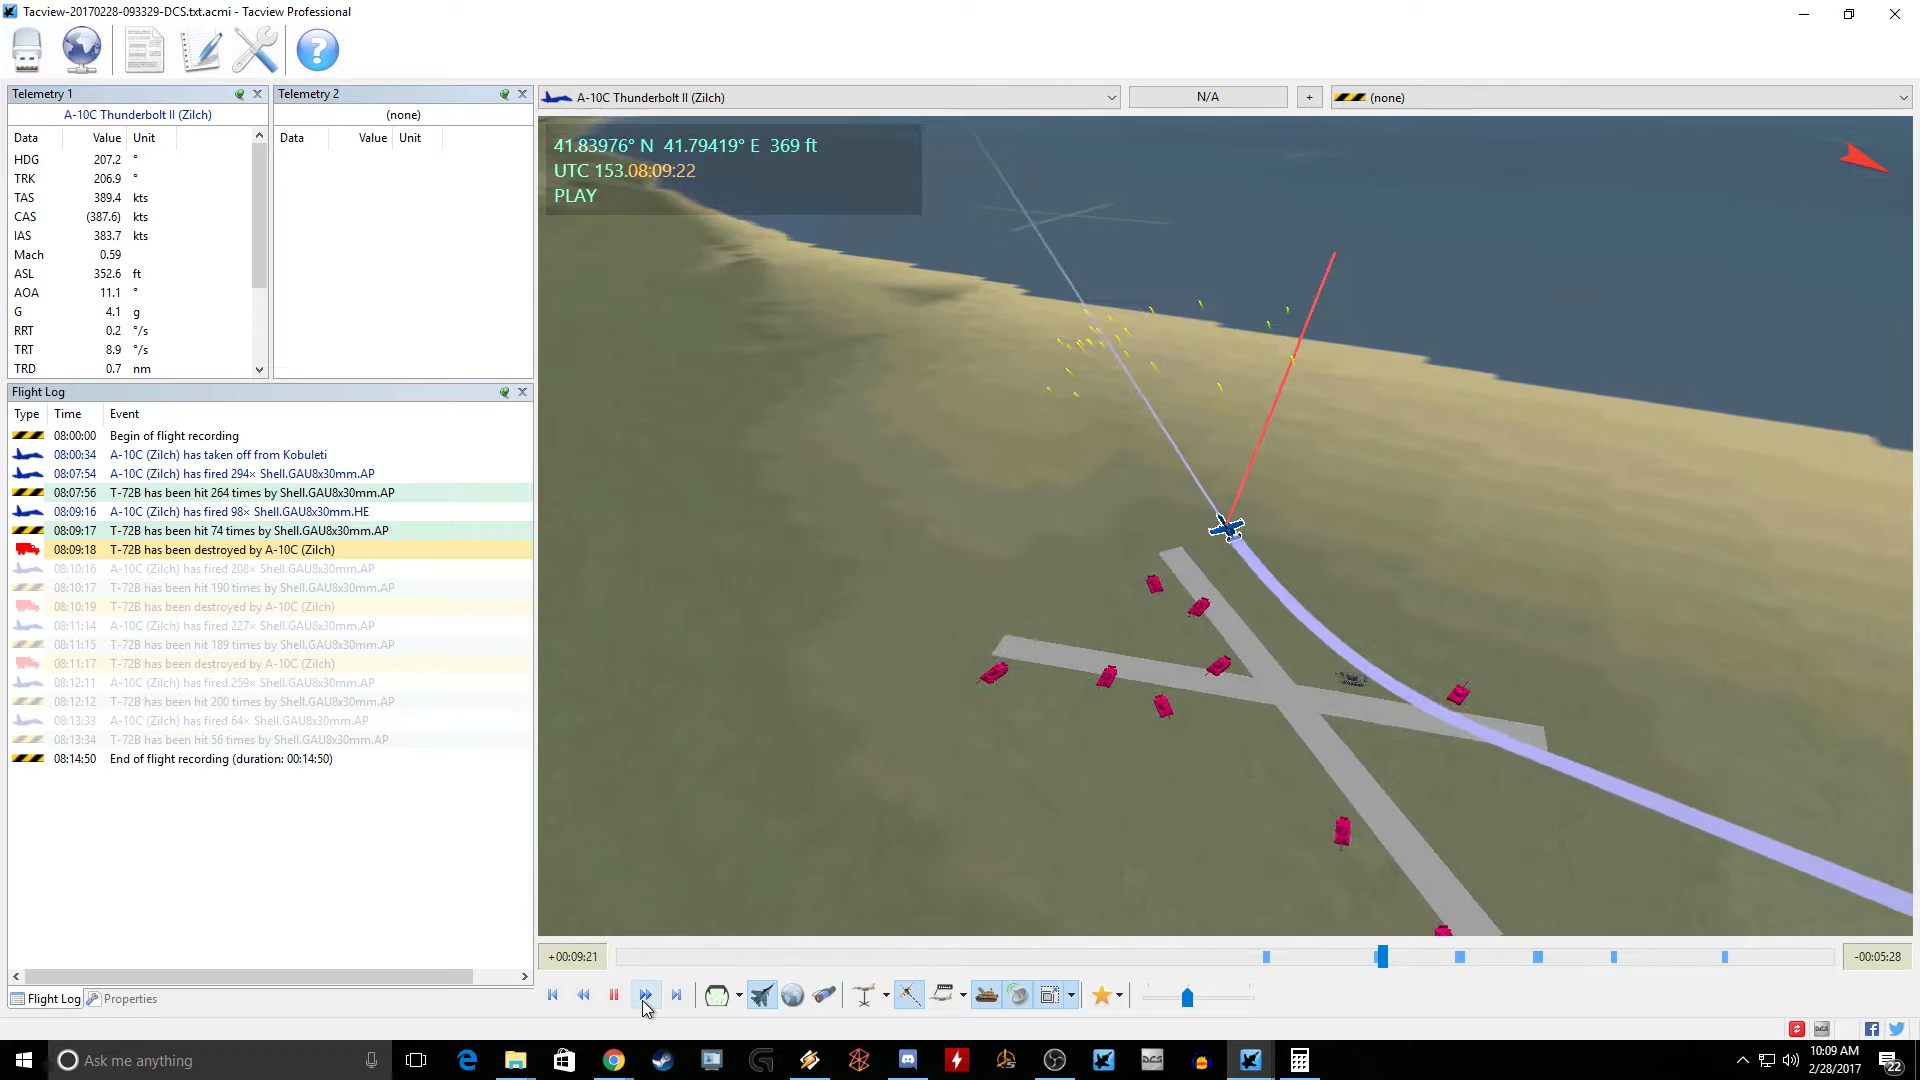 Tacview-20170228-093329-DCS.txt.acmi - Tacview Professional
Telemetry 1
A-10C Thunderbolt II (Zilch)
Data Value Unit
HDG 207.2 °
TRK 206.9 °
TAS 389.4 kts
CAS (387.6) kts
IAS 383.7 kts
Mach 0.59
ASL 352.6 ft
AOA 11.1 °
G 4.1 g
RRT 0.2 °/s
TRT 8.9 °/s
TRD 0.7 nm
Telemetry 2
(none)
Data Value Unit
A-10C Thunderbolt II (Zilch)
N/A
+
(none)
41.83976° N 41.79419° E 369 ft
UTC 153.08:09:22
PLAY
Flight Log
Type Time Event
08:00:00 Begin of flight recording
08:00:34 A-10C (Zilch) has taken off from Kobuleti
08:07:54 A-10C (Zilch) has fired 294× Shell.GAU8x30mm.AP
08:07:56 T-72B has been hit 264 times by Shell.GAU8x30mm.AP
08:09:16 A-10C (Zilch) has fired 98× Shell.GAU8x30mm.HE
08:09:17 T-72B has been hit 74 times by Shell.GAU8x30mm.AP
08:09:18 T-72B has been destroyed by A-10C (Zilch)
08:10:16 A-10C (Zilch) has fired 208× Shell.GAU8x30mm.AP
08:10:17 T-72B has been hit 190 times by Shell.GAU8x30mm.AP
08:10:19 T-72B has been destroyed by A-10C (Zilch)
08:11:14 A-10C (Zilch) has fired 227× Shell.GAU8x30mm.AP
08:11:15 T-72B has been hit 189 times by Shell.GAU8x30mm.AP
08:11:17 T-72B has been destroyed by A-10C (Zilch)
08:12:11 A-10C (Zilch) has fired 259× Shell.GAU8x30mm.AP
08:12:12 T-72B has been hit 200 times by Shell.GAU8x30mm.AP
08:13:33 A-10C (Zilch) has fired 64× Shell.GAU8x30mm.AP
08:13:34 T-72B has been hit 56 times by Shell.GAU8x30mm.AP
08:14:50 End of flight recording (duration: 00:14:50)
+00:09:21
-00:05:28
Flight Log Properties
Ask me anything
10:09 AM
2/28/2017
22